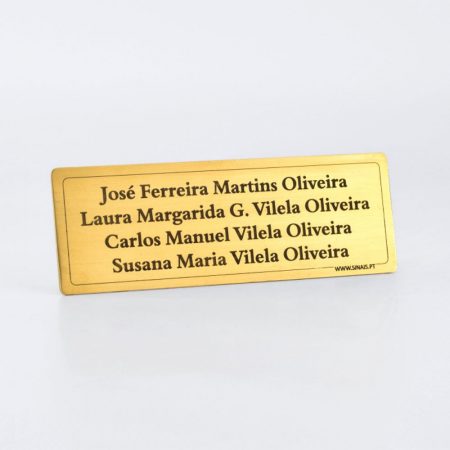 José Ferreira Martins Oliveira
Laura Margarida G. Vilela Oliveira
Carlos Manuel Vilela Oliveira
Susana Maria Vilela Oliveira
WWW.SINAIS.PT